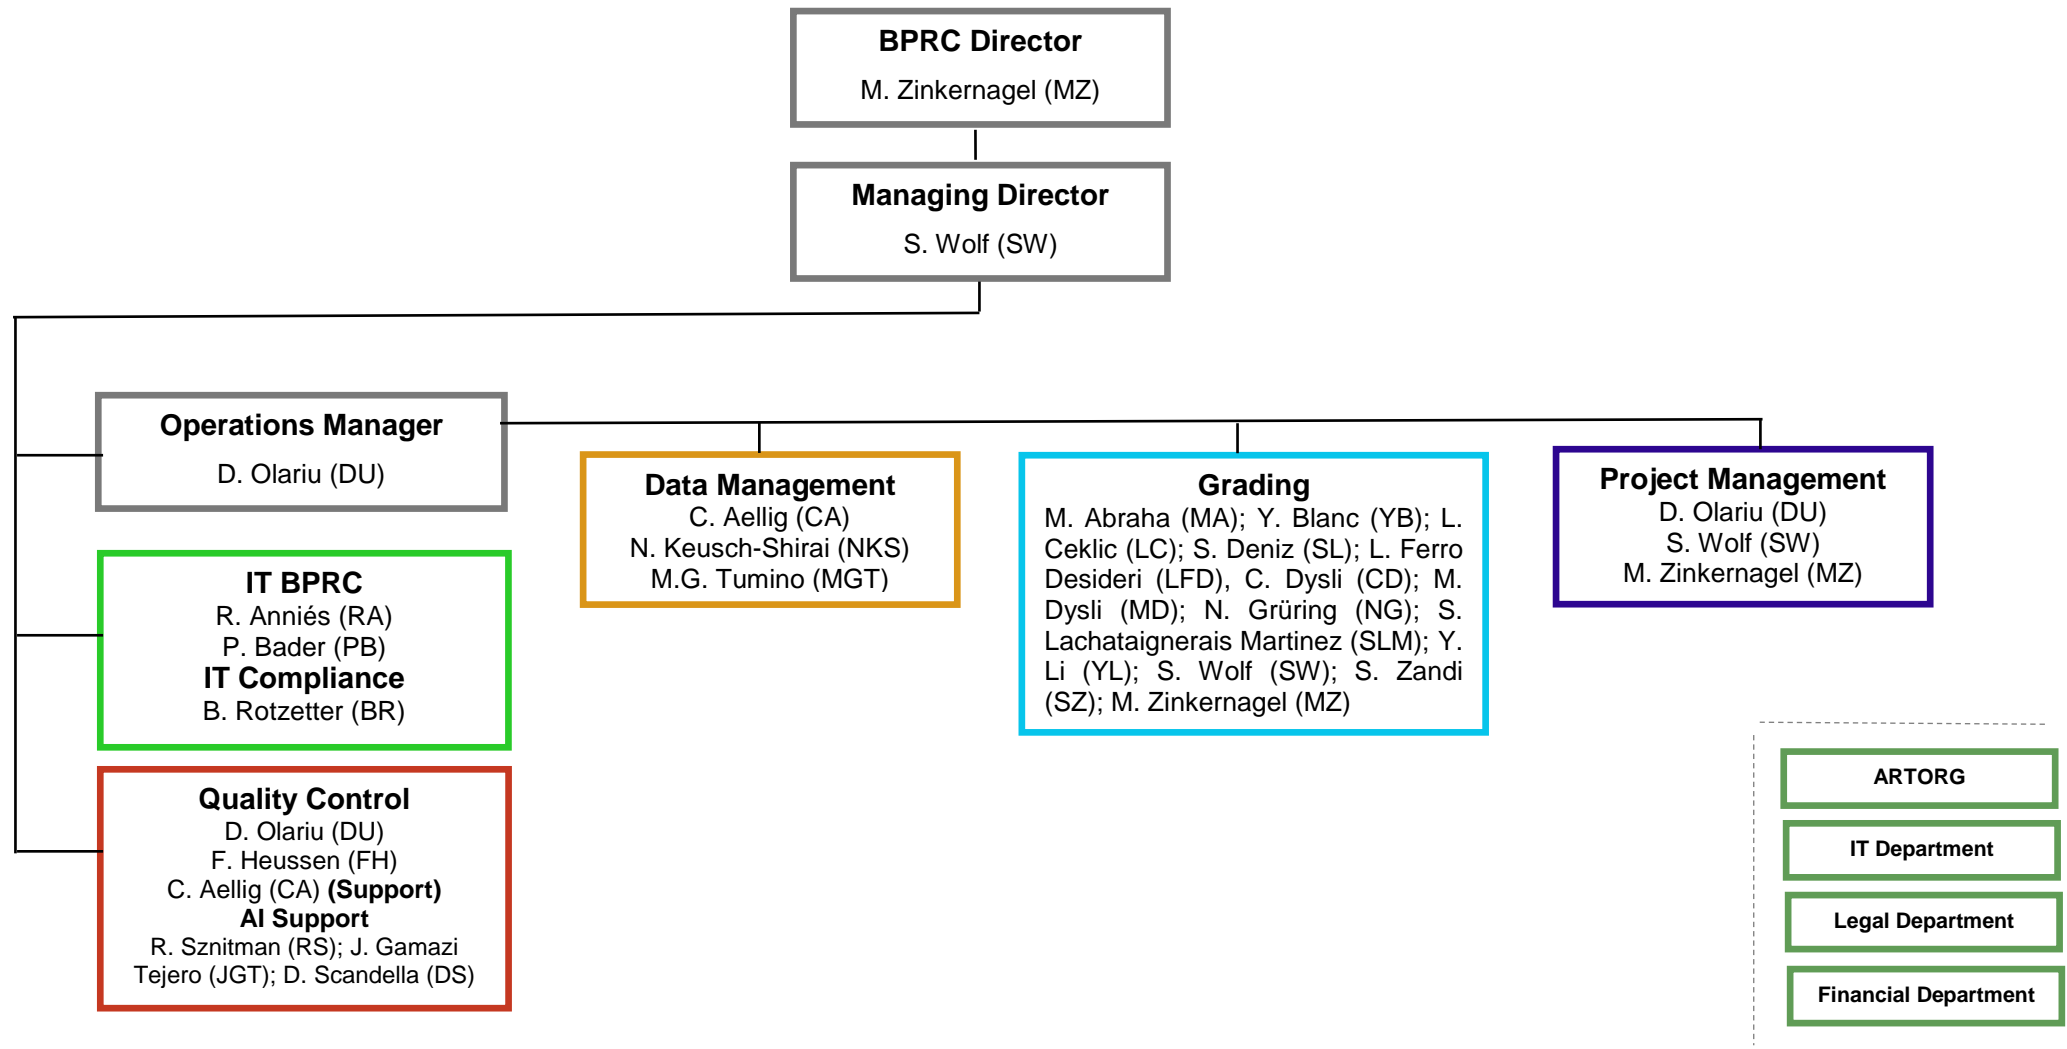 BPRC Director
M. Zinkernagel (MZ)
Managing Director
S. Wolf (SW)
Operations Manager
D. Olariu (DU)
IT BPRC
R. Anniés (RA)
P. Bader (PB)
IT Compliance
B. Rotzetter (BR)
Quality Control
D. Olariu (DU)
F. Heussen (FH)
C. Aellig (CA) (Support)
AI Support
R. Sznitman (RS); J. Gamazi
Tejero (JGT); D. Scandella (DS)
Data Management
C. Aellig (CA)
N. Keusch-Shirai (NKS)
M.G. Tumino (MGT)
Grading
M. Abraha (MA); Y. Blanc (YB); L.
Ceklic (LC); S. Deniz (SL); L. Ferro
Desideri (LFD), C. Dysli (CD); M.
Dysli (MD); N. Grüring (NG); S.
Lachataignerais Martinez (SLM); Y.
Li (YL); S. Wolf (SW); S. Zandi
(SZ); M. Zinkernagel (MZ)
Project Management
D. Olariu (DU)
S. Wolf (SW)
M. Zinkernagel (MZ)
ARTORG
IT Department
Legal Department
Financial Department